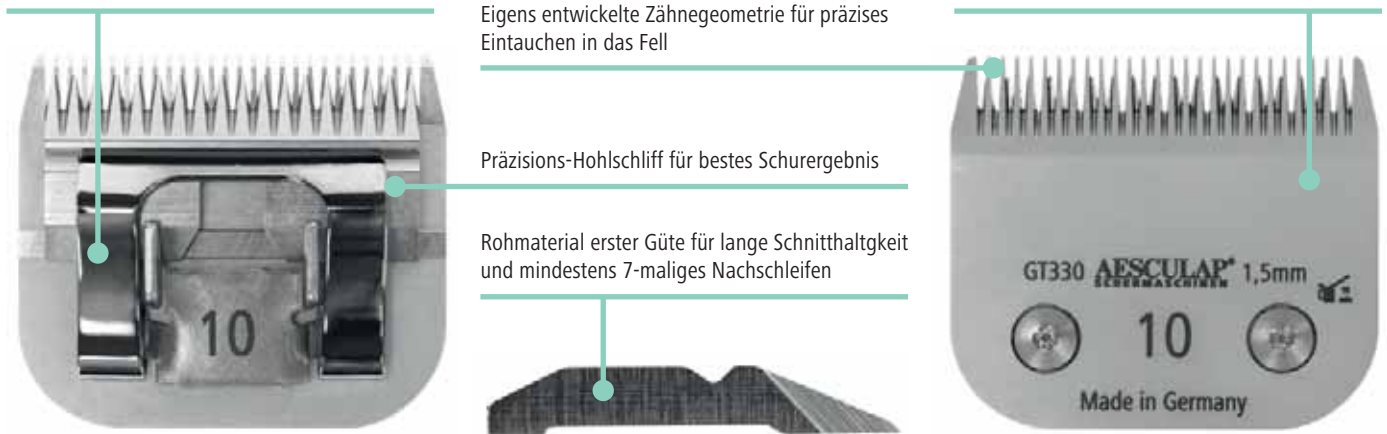 Eigens entwickelte Zähnegeometrie für präzises
Eintauchen in das Fell
Präzisions-Hohlschliff für bestes Schurergebnis
Rohmaterial erster Güte für lange Schnitthaltgkeit
und mindestens 7-maliges Nachschleifen
10
GT330 AESCULAP® 1,5mm
SCHERMASCHINEN
10
Made in Germany